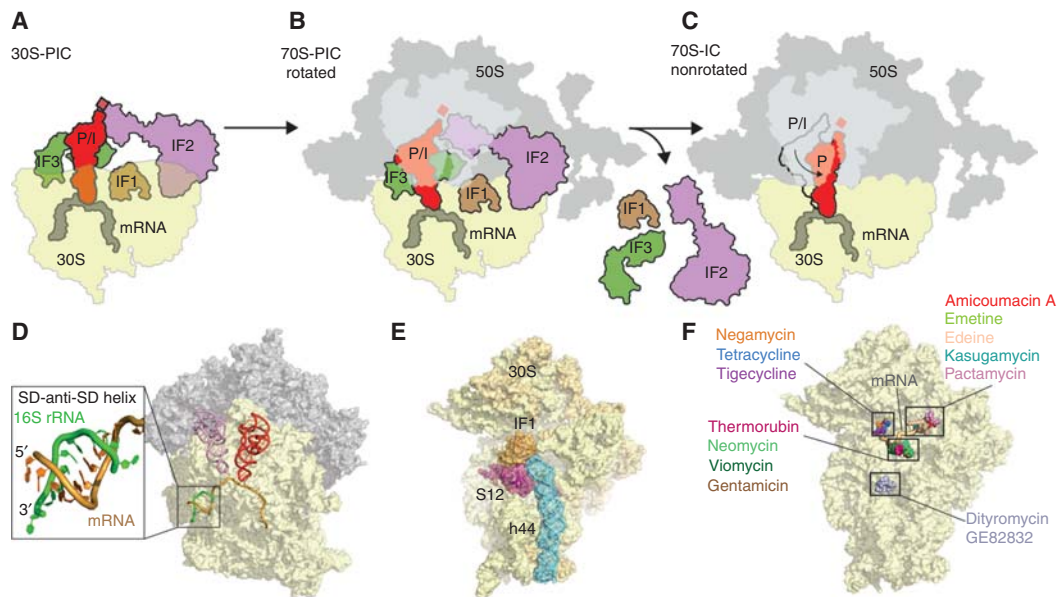 A
30S-PIC
P/I
IF3
IF2
IF1
mRNA
30S
B
70S-PIC
rotated
50S
P/I
IF3
IF2
IF1
mRNA
30S
IF1
IF3
IF2
C
70S-IC
nonrotated
50S
P/I
P
mRNA
30S
D
SD-anti-SD helix
16S rRNA
5′
3′
mRNA
E
30S
IF1
S12
h44
F
Negamycin
Tetracycline
Tigecycline
mRNA
Amicoumacin A
Emetine
Edeine
Kasugamycin
Pactamycin
Thermorubin
Neomycin
Viomycin
Gentamicin
Dityromycin
GE82832